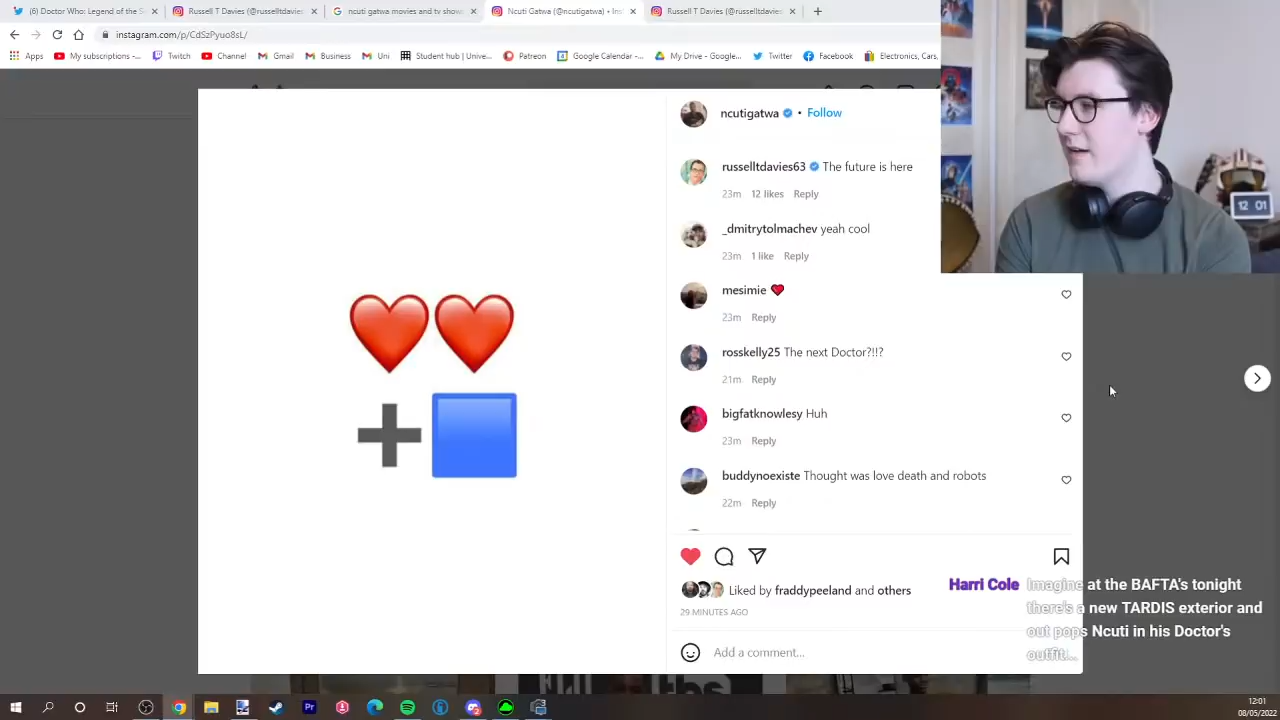 (6) Doctor Who: Legend of the S
Russell T Davies (@russelltdavies
ncuti gatwa movies and tv show
Ncuti Gatwa (@ncutigatwa) • Ins
Russell T Davies (@russelltdavies
instagram.com/p/CdSzPyuo8sL/
Apps
My subscriptions -...
Twitch
Channel
Gmail
Business
Uni
Student hub | Unive...
Patreon
Google Calendar -...
My Drive - Google...
Twitter
Facebook
Electronics, Cars,
ncutigatwa • Follow
russelltdavies63 The future is here
23m 12 likes Reply
_dmitrytolmachev yeah cool
23m 1 like Reply
mesimie ❤️
23m Reply
rosskelly25 The next Doctor?!!?
21m Reply
bigfatknowlesy Huh
23m Reply
buddynoexiste Thought was love death and robots
22m Reply
Liked by fraddypeeland and others
29 MINUTES AGO
Add a comment...
Harri Cole Imagine at the BAFTA's tonight
there's a new TARDIS exterior and
out pops Ncuti in his Doctor's
outfit...
12 01
12:01
08/05/2022